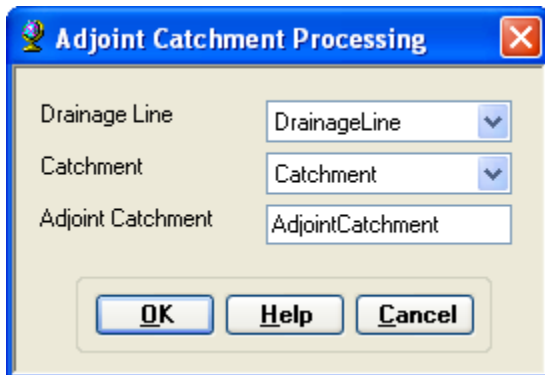 Adjoint Catchment Processing
Drainage Line DrainageLine
Catchment Catchment
Adjoint Catchment AdjointCatchment
OK Help Cancel